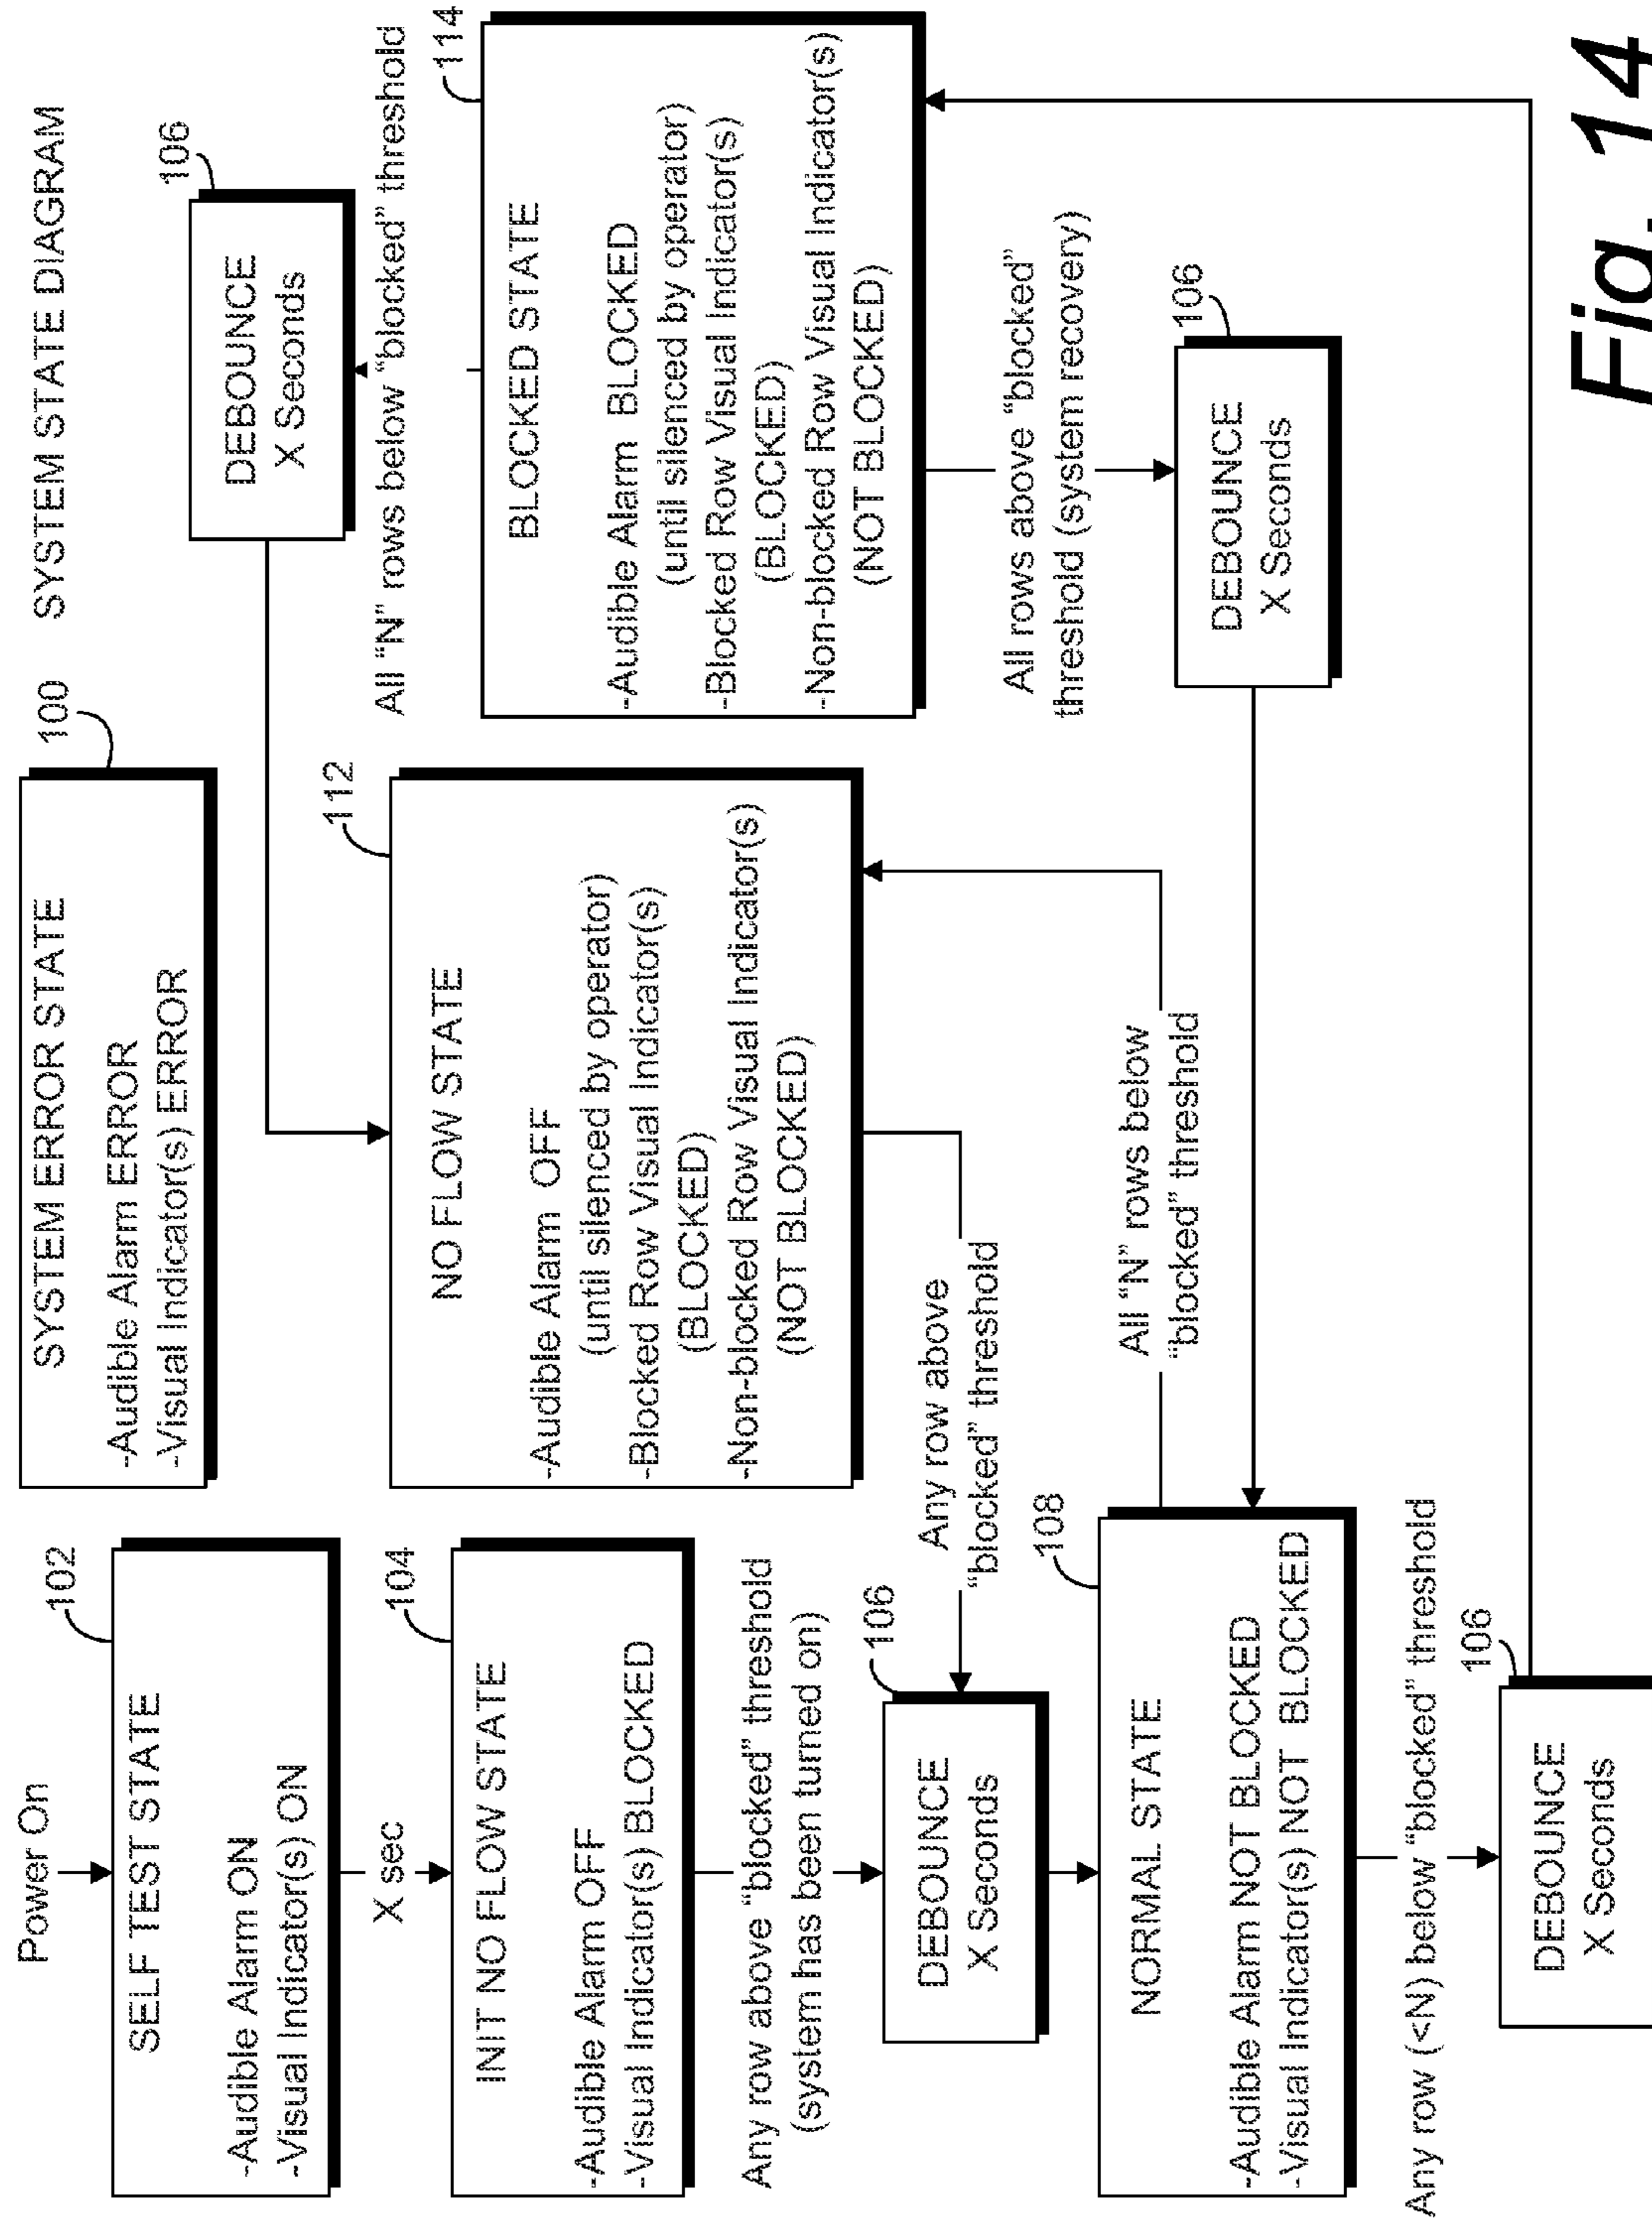 SYSTEM STATE DIAGRAM
Power On
102
SELF TEST STATE
-Audible Alarm ON
-Visual Indicator(s) ON
X sec
104
INIT NO FLOW STATE
-Audible Alarm OFF
-Visual Indicator(s) BLOCKED
Any row above "blocked" threshold
(system has been turned on)
106
DEBOUNCE
X Seconds
108
NORMAL STATE
-Audible Alarm NOT BLOCKED
-Visual Indicator(s) NOT BLOCKED
Any row (<N) below "blocked" threshold
106
DEBOUNCE
X Seconds
100
SYSTEM ERROR STATE
-Audible Alarm ERROR
-Visual Indicator(s) ERROR
112
NO FLOW STATE
-Audible Alarm OFF
(until silenced by operator)
-Blocked Row Visual Indicator(s)
(BLOCKED)
-Non-blocked Row Visual Indicator(s)
(NOT BLOCKED)
Any row above
"blocked" threshold
All "N" rows below
"blocked" threshold
106
DEBOUNCE
X Seconds
All "N" rows below "blocked" threshold
114
BLOCKED STATE
-Audible Alarm BLOCKED
(until silenced by operator)
-Blocked Row Visual Indicator(s)
(BLOCKED)
-Non-blocked Row Visual Indicator(s)
(NOT BLOCKED)
All rows above "blocked"
threshold (system recovery)
106
DEBOUNCE
X Seconds
Fig. 14